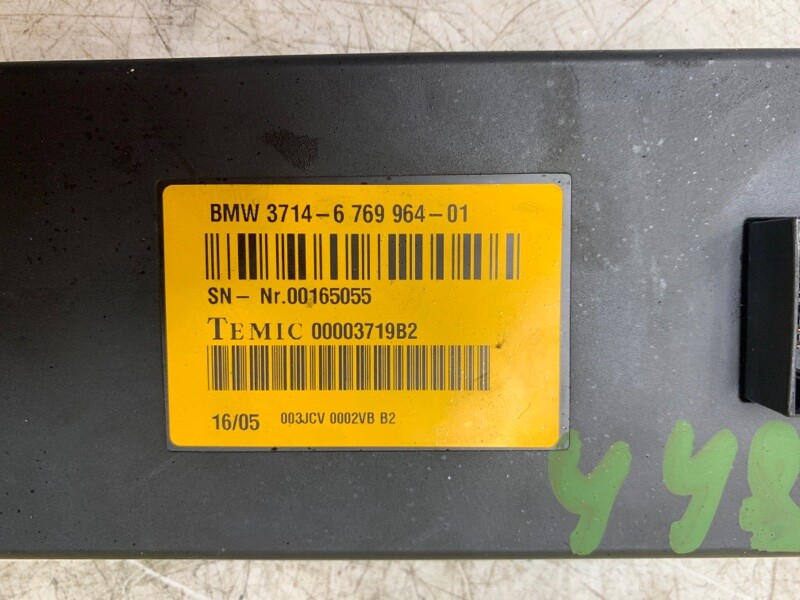 BMW 3714-6 769 964-01
SN- Nr.00165055
TEMIC 00003719B2
16/05 003JCV 0002VB B2